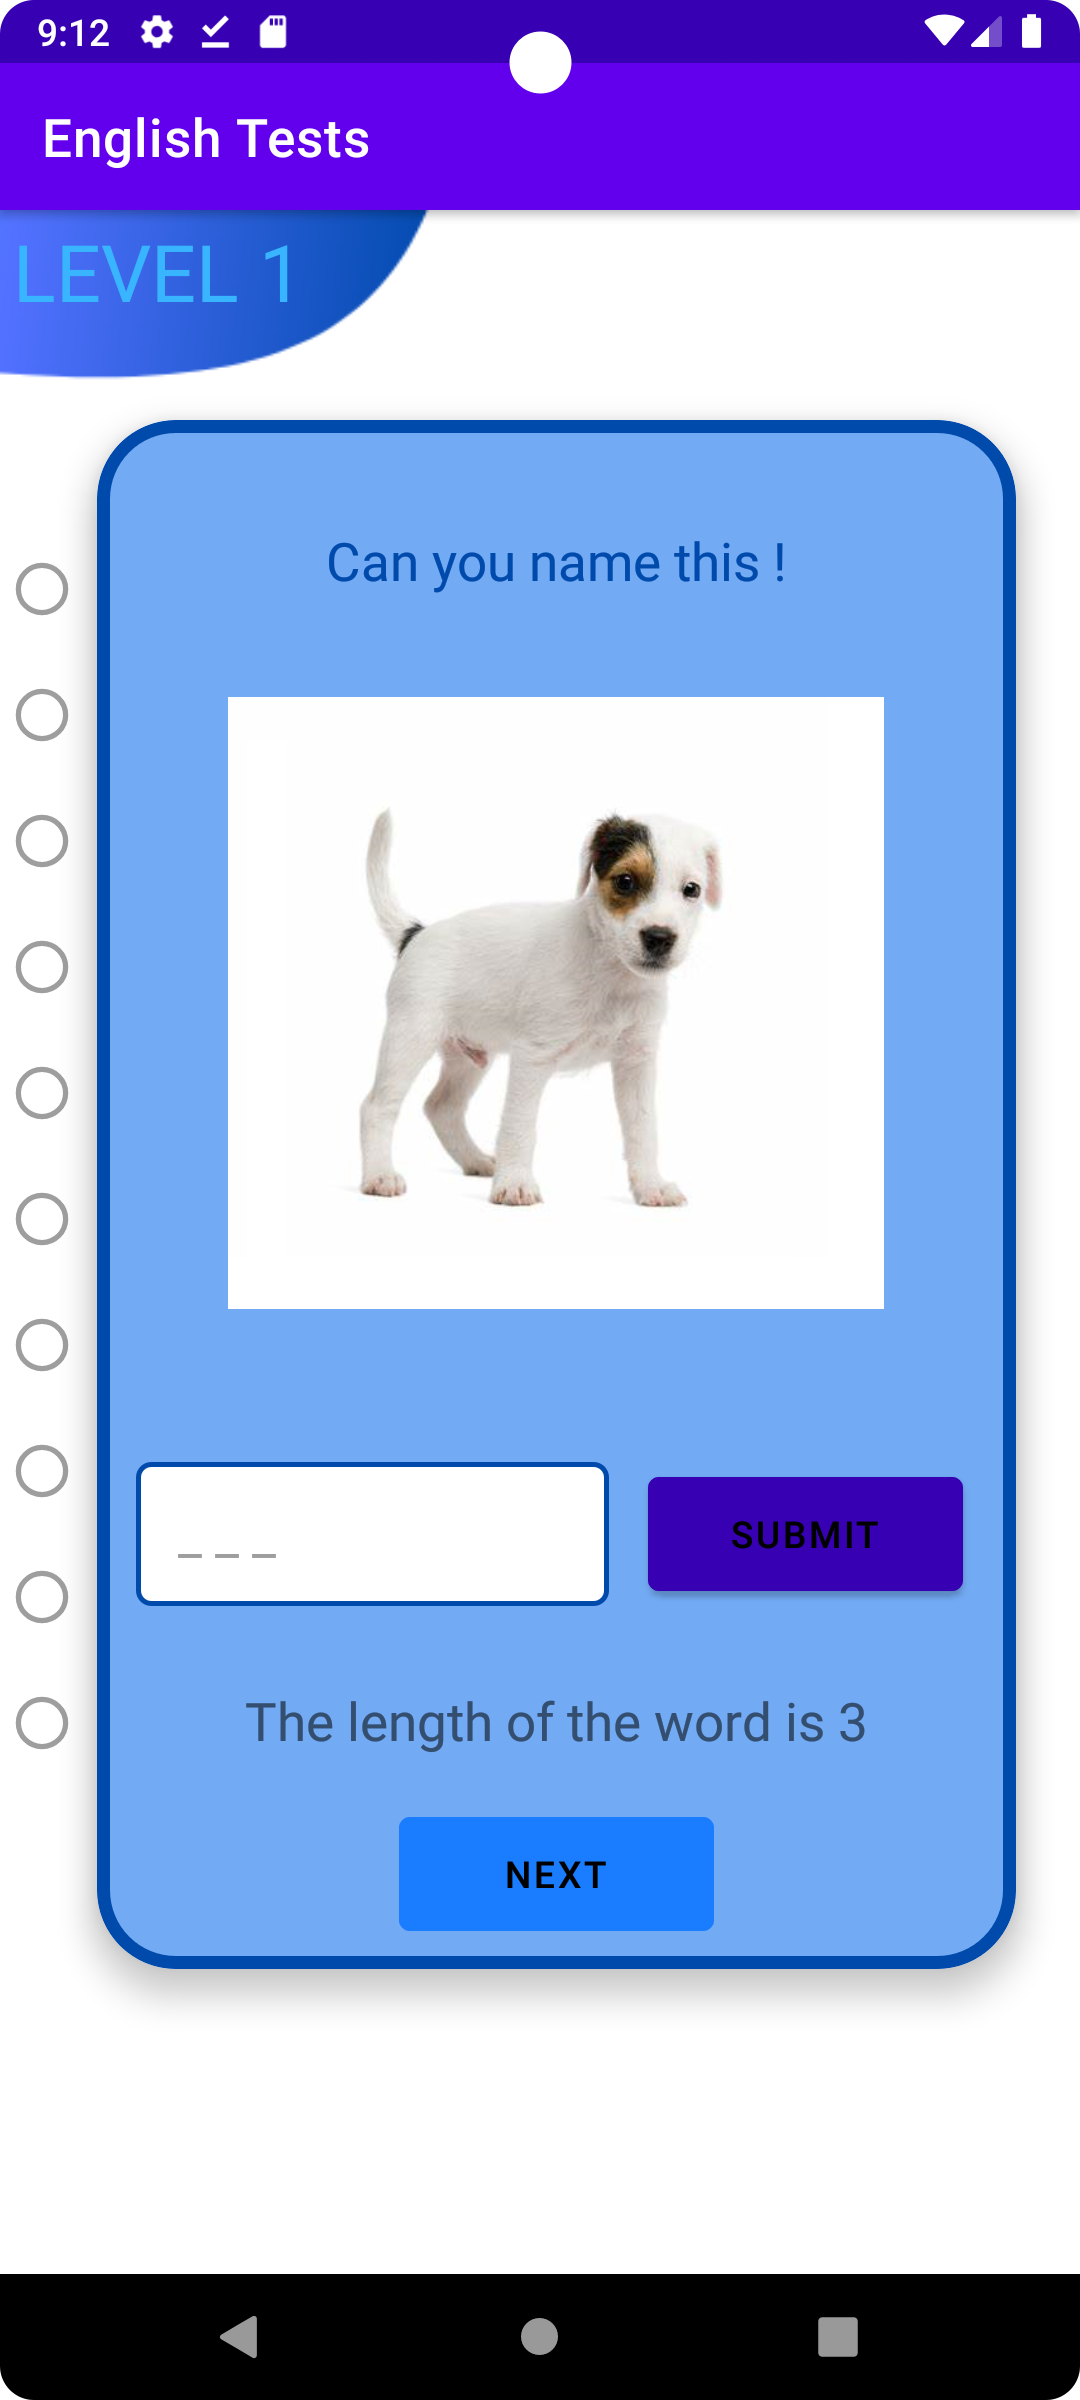 9:12
English Tests
LEVEL 1
Can you name this !
_ _ _
SUBMIT
The length of the word is 3
NEXT